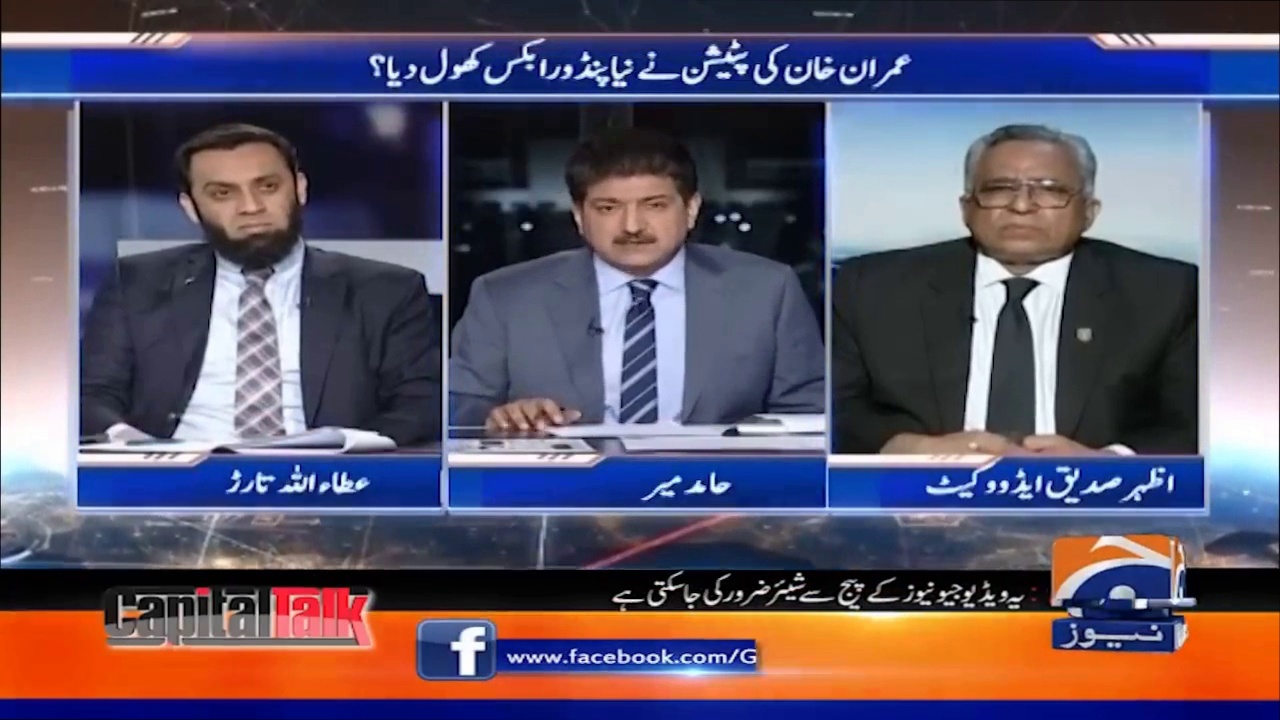 عمران خان کی پٹیشن نے نیا پنڈورا بکس کھول دیا؟
اظہر صدیق ایڈووکیٹ
حامد میر
عطاء اللہ تارڑ
: یہ ویڈیو جیو نیوز کے پیج سے شیئر ضرور کی جاسکتی ہے
Capital Talk
جیو
نیوز
f www.facebook.com/G